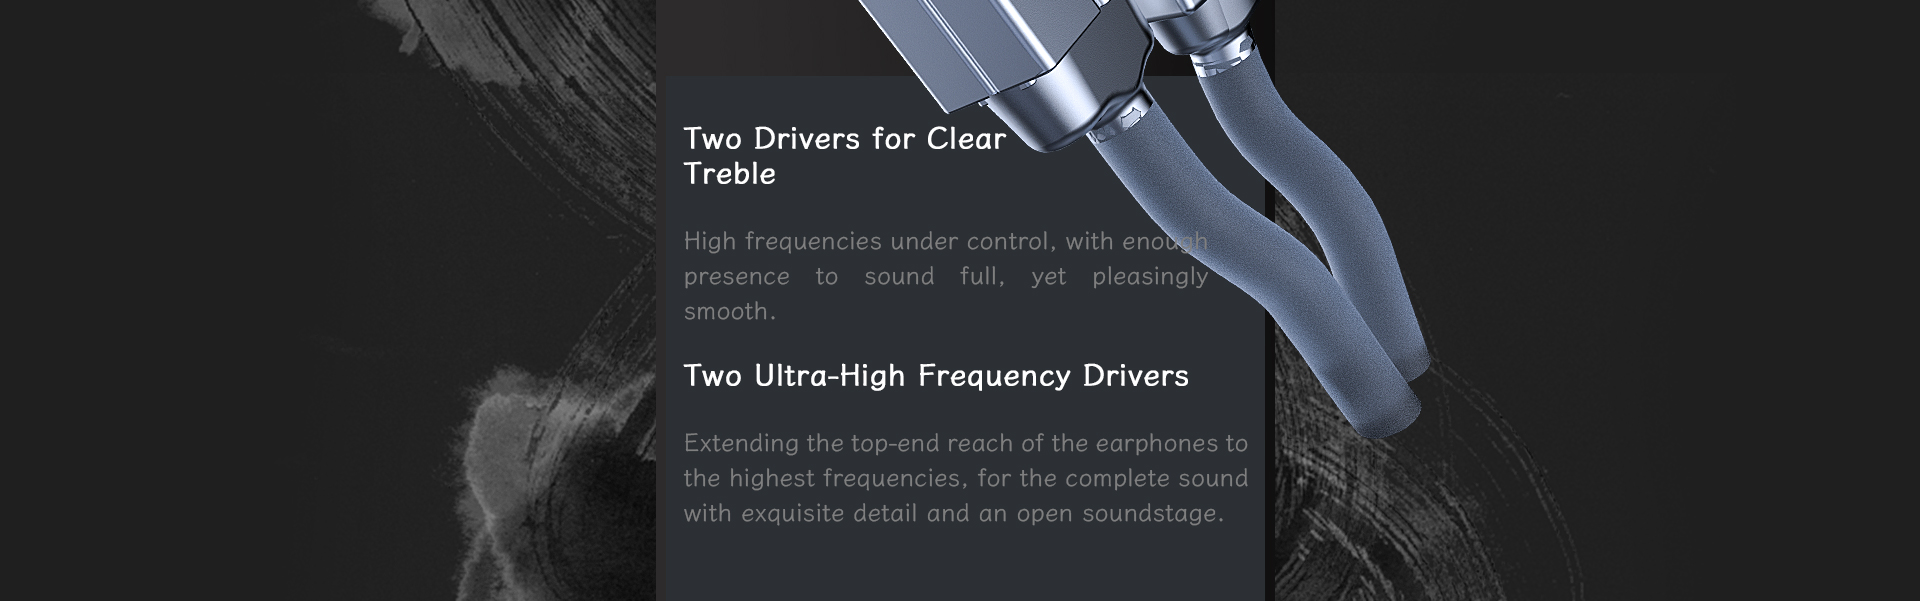 Two Drivers for Clear
Treble
High frequencies under control, with enough
presence to sound full, yet pleasingly
smooth.
Two Ultra-High Frequency Drivers
Extending the top-end reach of the earphones to
the highest frequencies, for the complete sound
with exquisite detail and an open soundstage.